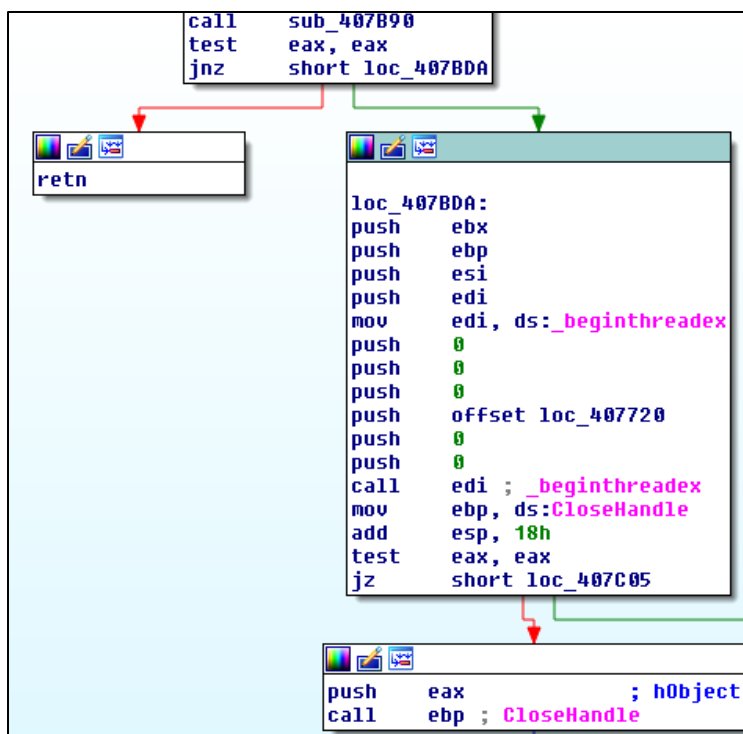 call sub_407B90
test eax, eax
jnz short loc_407BDA
retn
loc_407BDA:
push ebx
push ebp
push esi
push edi
mov edi, ds:_beginthreadex
push 0
push 0
push 0
push offset loc_407720
push 0
push 0
call edi ; _beginthreadex
mov ebp, ds:CloseHandle
add esp, 18h
test eax, eax
jz short loc_407C05
push eax ; hObject
call ebp ; CloseHandle